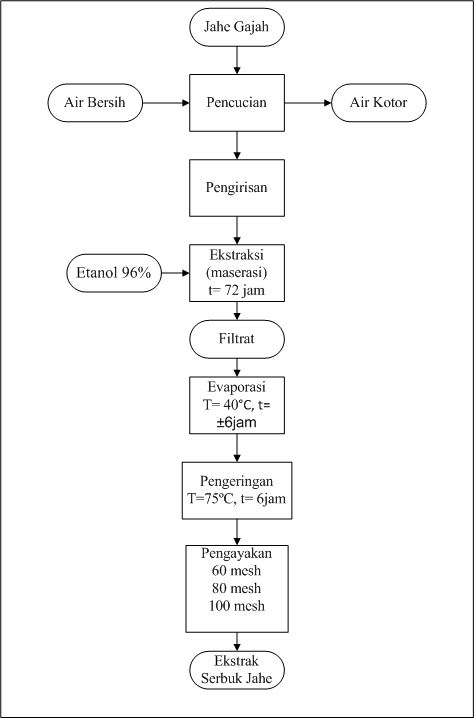 Jahe Gajah
Air Bersih
Pencucian
Air Kotor
Pengirisan
Etanol 96%
Ekstraksi
(maserasi)
t= 72 jam
Filtrat
Evaporasi
T= 40°C, t=
±6jam
Pengeringan
T=75ºC, t= 6jam
Pengayakan
60 mesh
80 mesh
100 mesh
Ekstrak
Serbuk Jahe